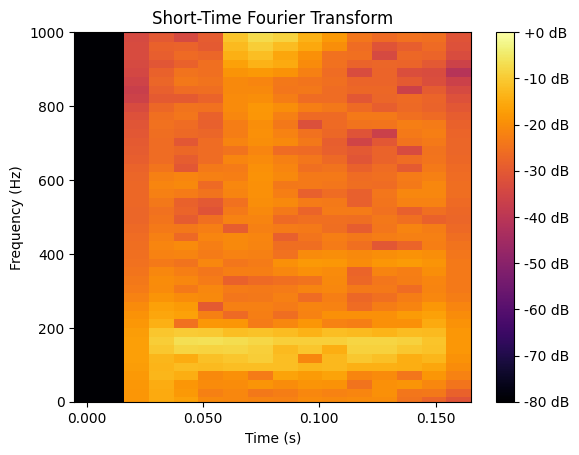 Short-Time Fourier Transform
1000
800
600
400
200
0
Frequency (Hz)
0.000
0.050
0.100
0.150
Time (s)
+0 dB
-10 dB
-20 dB
-30 dB
-40 dB
-50 dB
-60 dB
-70 dB
-80 dB